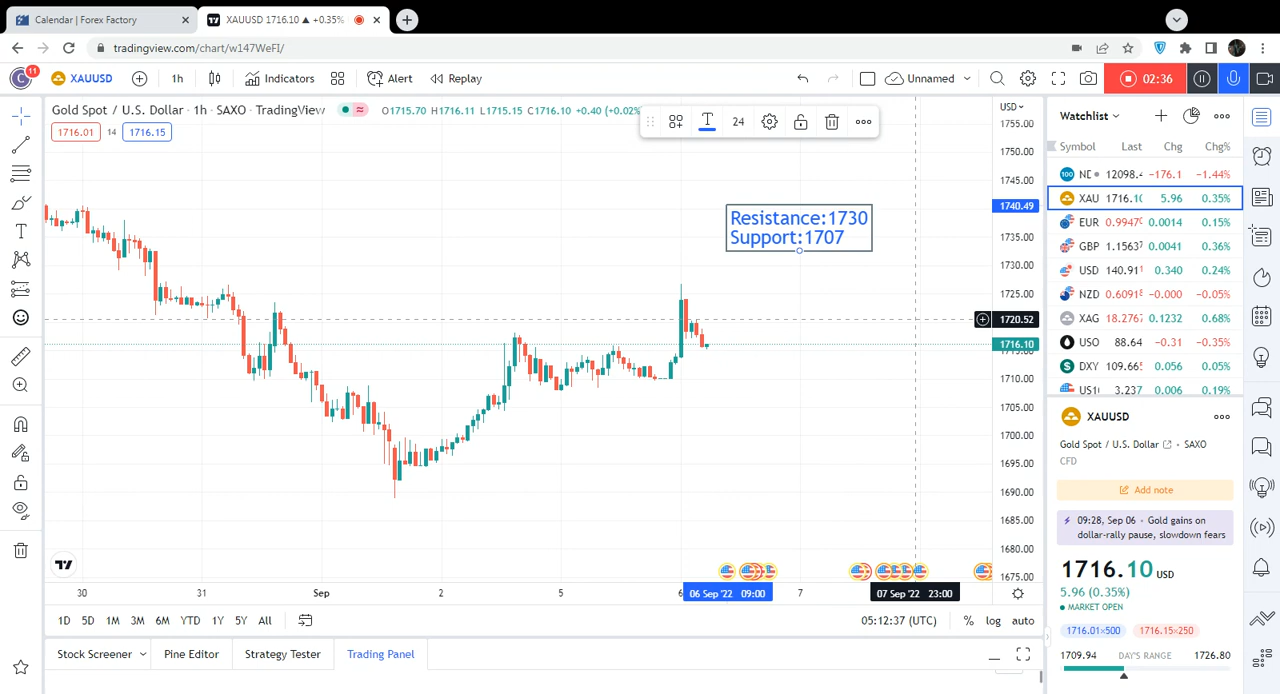 Calendar | Forex Factory
XAUUSD 1716.10 ▲ +0.35%
tradingview.com/chart/w147WeFI/
C 11 XAUUSD 1h Indicators Alert Replay Unnamed 02:36
Gold Spot / U.S. Dollar · 1h · SAXO · TradingView O1715.70 H1716.11 L1715.15 C1716.10 +0.40 (+0.02%)
1716.01 14 1716.15
24
USD
1755.00
1750.00
1745.00
1740.49
1735.00
1730.00
1725.00
1720.52
1716.10
1710.00
1705.00
1700.00
1695.00
1690.00
1685.00
1680.00
1675.00
Resistance:1730
Support:1707
30 31 Sep 2 5 6 06 Sep '22 09:00 7 07 Sep '22 23:00
1D 5D 1M 3M 6M YTD 1Y 5Y All 05:12:37 (UTC) % log auto
Stock Screener Pine Editor Strategy Tester Trading Panel
Watchlist
Symbol Last Chg Chg%
100 12098.4 −176.1 −1.44%
XAU 1716.10 5.96 0.35%
EUR 0.9947 0.0014 0.15%
GBP 1.1563 0.0041 0.36%
USD 140.91 0.340 0.24%
NZD 0.6091 −0.000 −0.05%
XAG 18.2767 0.1232 0.68%
USO 88.64 −0.31 −0.35%
DXY 109.665 0.056 0.05%
US1 3.237 0.006 0.19%
XAUUSD
Gold Spot / U.S. Dollar · SAXO
CFD
Add note
09:28, Sep 06 · Gold gains on
dollar-rally pause, slowdown fears
1716.10 USD
5.96 (0.35%)
MARKET OPEN
1716.01×500 1716.15×250
1709.94 DAY'S RANGE 1726.80